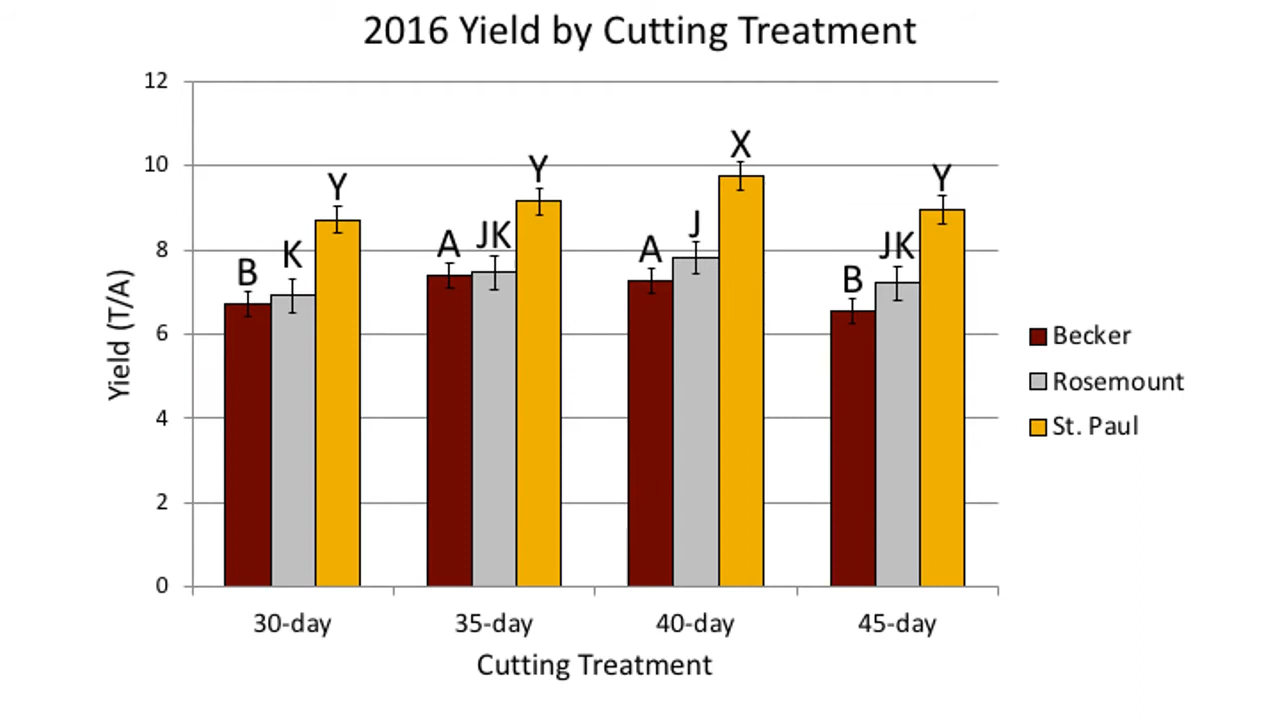 2016 Yield by Cutting Treatment
12
10
8
6
4
2
0
Yield (T/A)
B K Y
A JK Y
A J X
B JK Y
30-day 35-day 40-day 45-day
Cutting Treatment
Becker
Rosemount
St. Paul